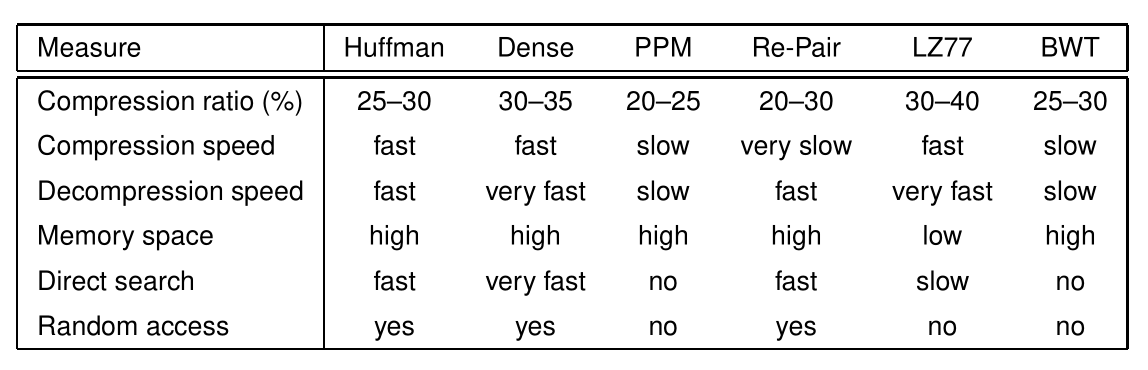 Measure Huffman Dense PPM Re-Pair LZ77 BWT
Compression ratio (%) 25–30 30–35 20–25 20–30 30–40 25–30
Compression speed fast fast slow very slow fast slow
Decompression speed fast very fast slow fast very fast slow
Memory space high high high high low high
Direct search fast very fast no fast slow no
Random access yes yes no yes no no